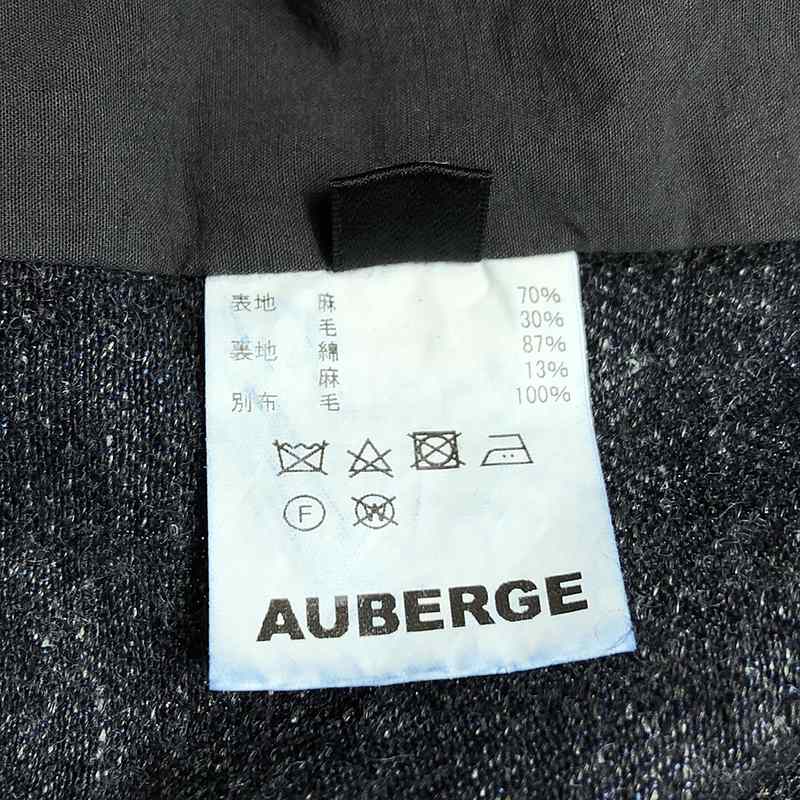 表地 麻 70%
毛 30%
裏地 綿 87%
麻 13%
別布 毛 100%
F W
AUBERGE